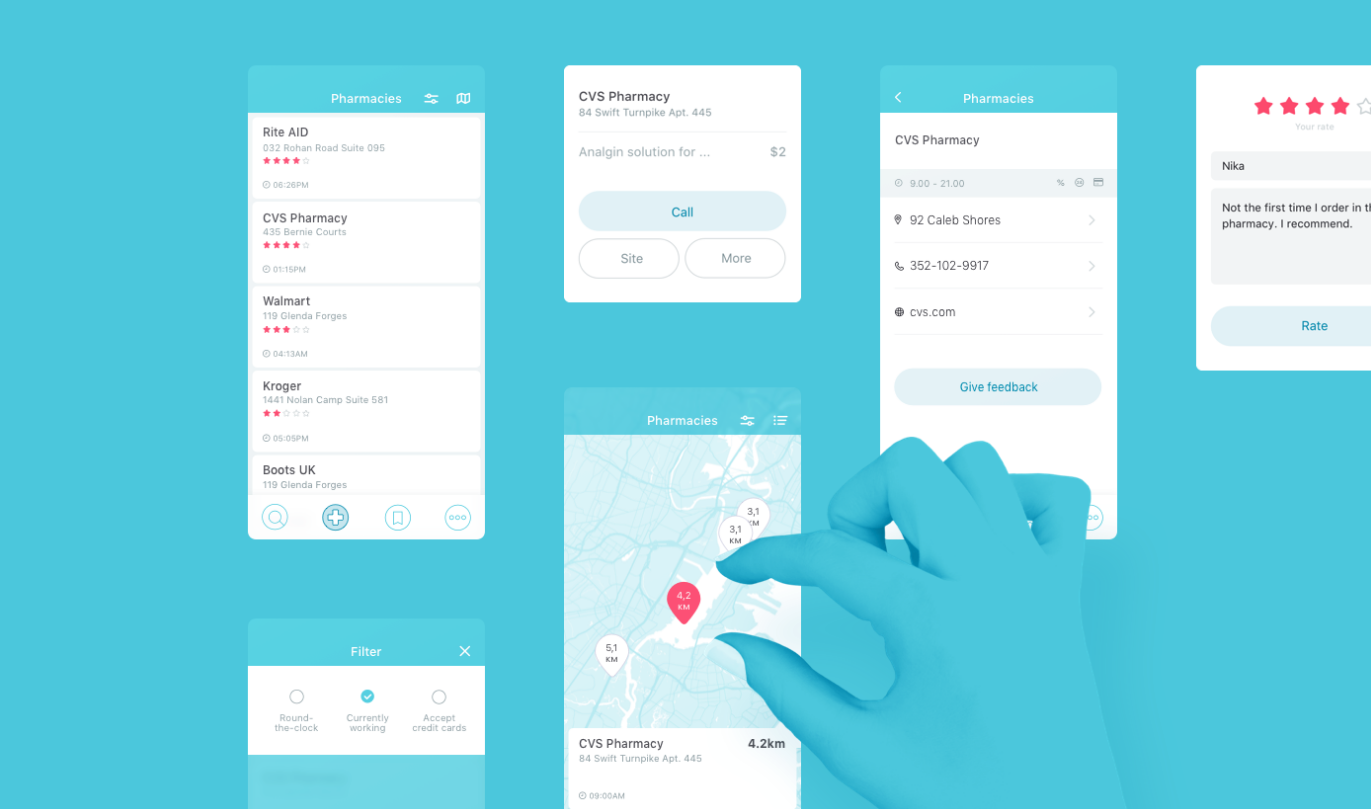 Pharmacies
Rite AID
032 Rohan Road Suite 095
06:26PM
CVS Pharmacy
435 Bernie Courts
01:15PM
Walmart
119 Glenda Forges
04:13AM
Kroger
1441 Nolan Camp Suite 581
05:05PM
Boots UK
119 Glenda Forges
Filter
Round-
the-clock
Currently
working
Accept
credit cards
CVS Pharmacy
84 Swift Turnpike Apt. 445
Analgin solution for ... $2
Call
Site More
Pharmacies
3,1
KM
3,1
KM
4,2
KM
5,1
KM
CVS Pharmacy 4.2km
84 Swift Turnpike Apt. 445
09:00AM
Pharmacies
CVS Pharmacy
9.00 - 21.00 %
92 Caleb Shores
352-102-9917
cvs.com
Give feedback
Your rate
Nika
Not the first time I order in
pharmacy. I recommend.
Rate